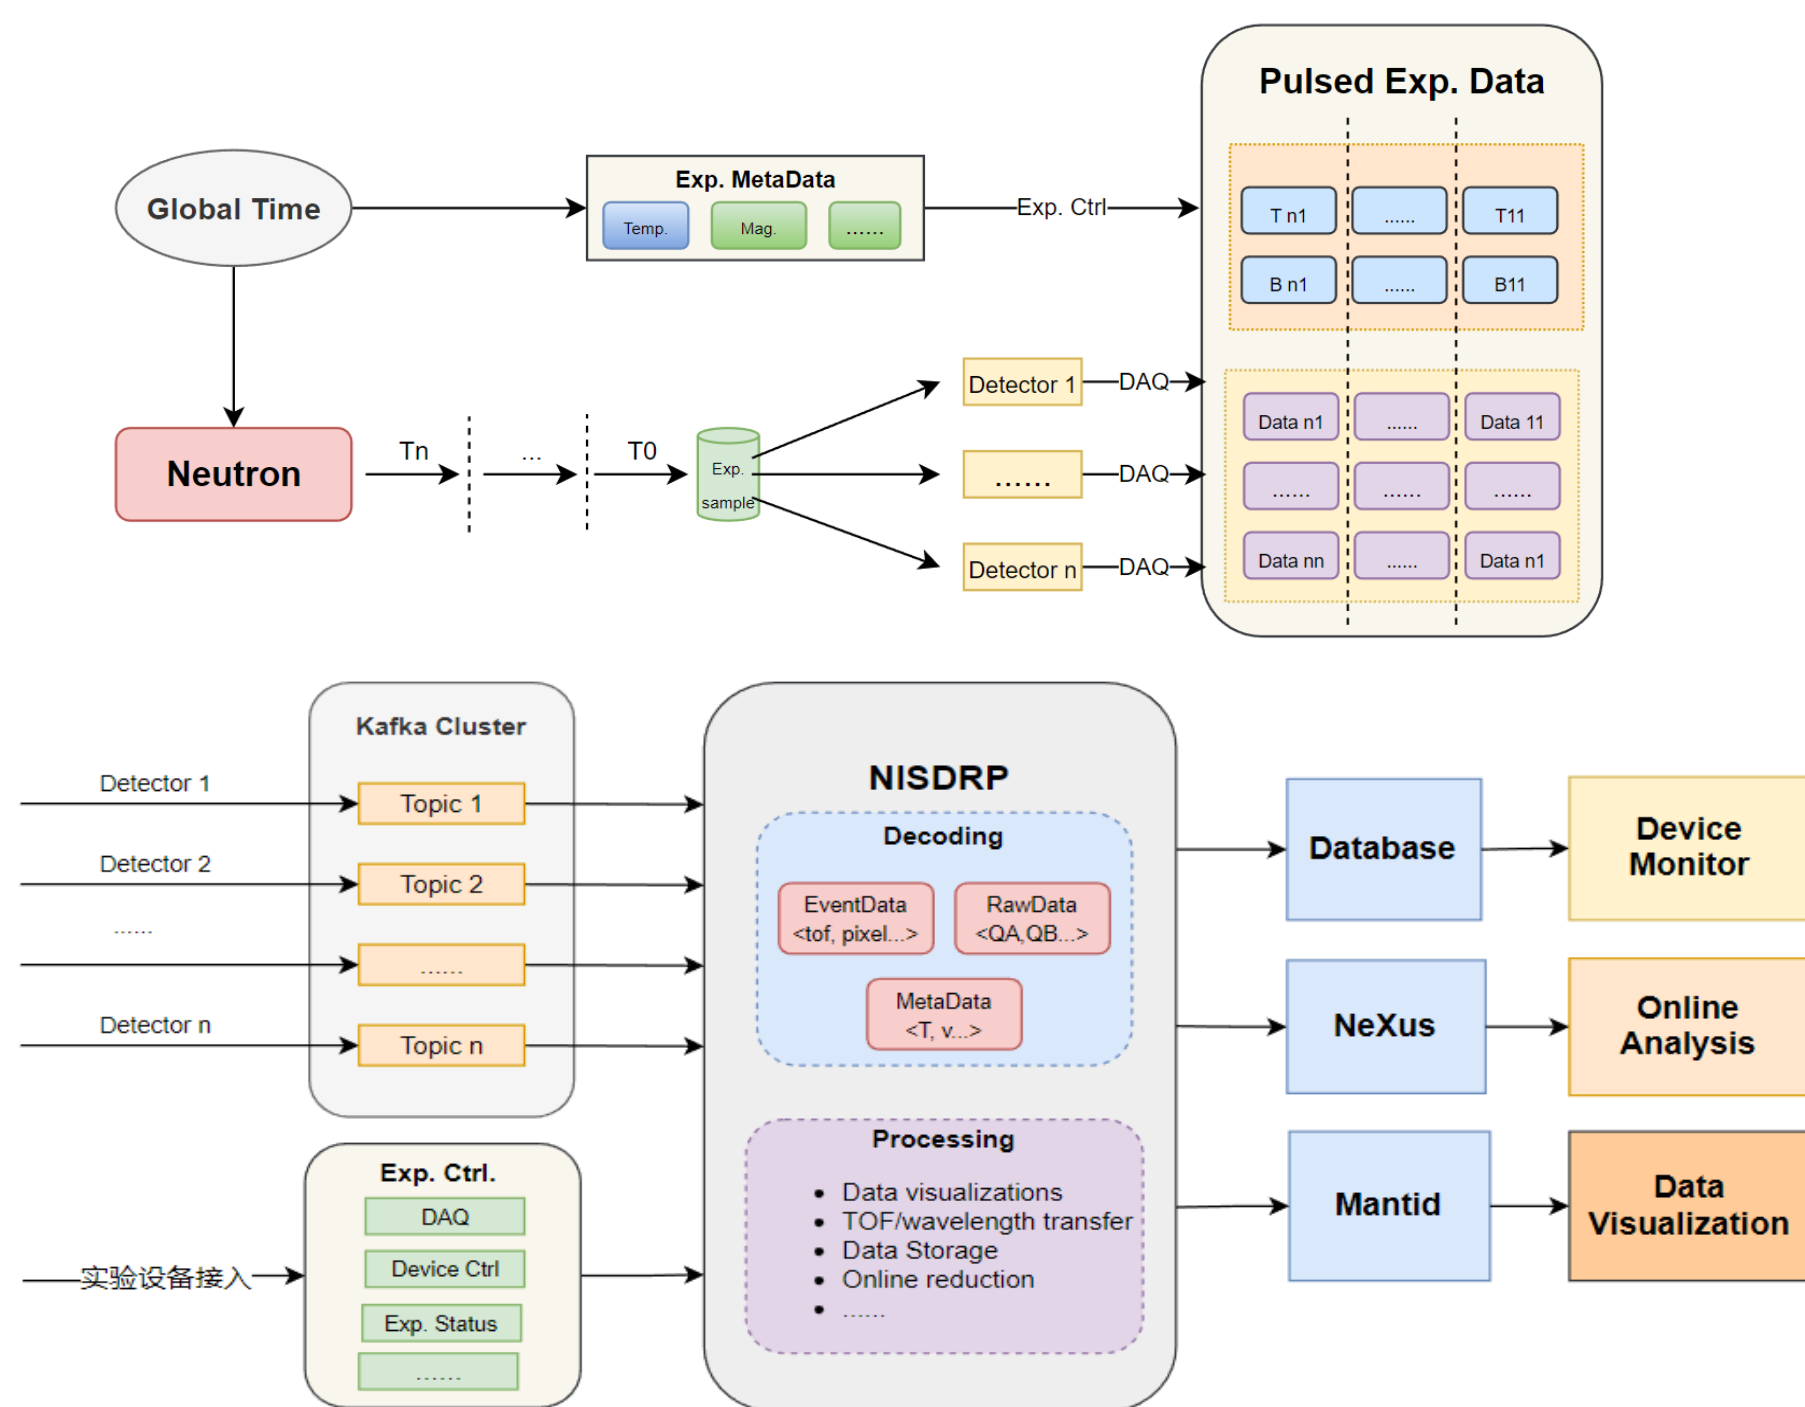 Pulsed Exp. Data
Global Time
Exp. MetaData
Temp.
Mag.
......
Exp. Ctrl
T n1
......
T11
B n1
......
B11
Neutron
Tn
...
T0
Exp.
sample
Detector 1
DAQ
......
DAQ
Detector n
DAQ
Data n1
......
Data 11
......
......
......
Data nn
......
Data n1
Kafka Cluster
Detector 1
Topic 1
Detector 2
Topic 2
......
......
Detector n
Topic n
Exp. Ctrl.
DAQ
Device Ctrl
Exp. Status
......
实验设备接入
NISDRP
Decoding
EventData
<tof, pixel...>
RawData
<QA,QB...>
MetaData
<T, v...>
Processing
• Data visualizations
• TOF/wavelength transfer
• Data Storage
• Online reduction
• ......
Database
Device
Monitor
NeXus
Online
Analysis
Mantid
Data
Visualization